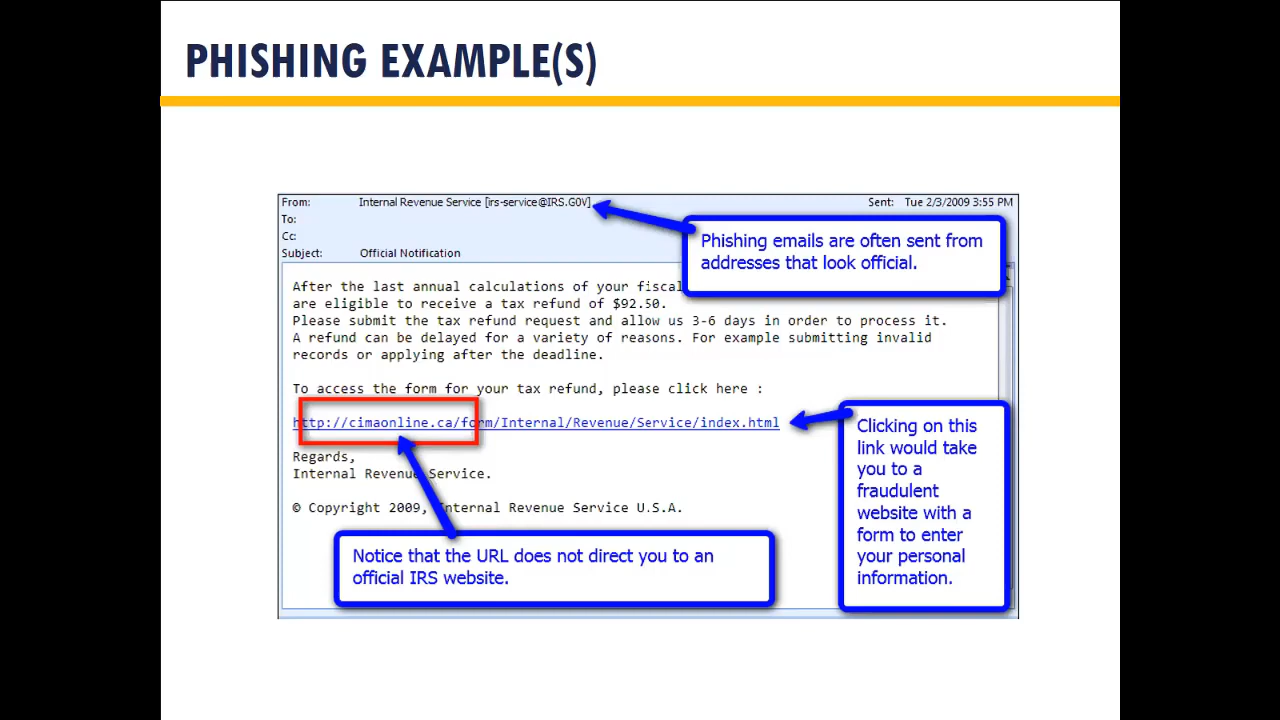 PHISHING EXAMPLE(S)
From: Internal Revenue Service [irs-service@IRS.G0V] Sent: Tue 2/3/2009 3:55 PM
To:
Cc:
Subject: Official Notification
Phishing emails are often sent from
addresses that look official.
After the last annual calculations of your fiscal
are eligible to receive a tax refund of $92.50.
Please submit the tax refund request and allow us 3-6 days in order to process it.
A refund can be delayed for a variety of reasons. For example submitting invalid
records or applying after the deadline.
To access the form for your tax refund, please click here :
http://cimaonline.ca/form/Internal/Revenue/Service/index.html
Regards,
Internal Revenue Service.
© Copyright 2009, Internal Revenue Service U.S.A.
Clicking on this
link would take
you to a
fraudulent
website with a
form to enter
your personal
information.
Notice that the URL does not direct you to an
official IRS website.